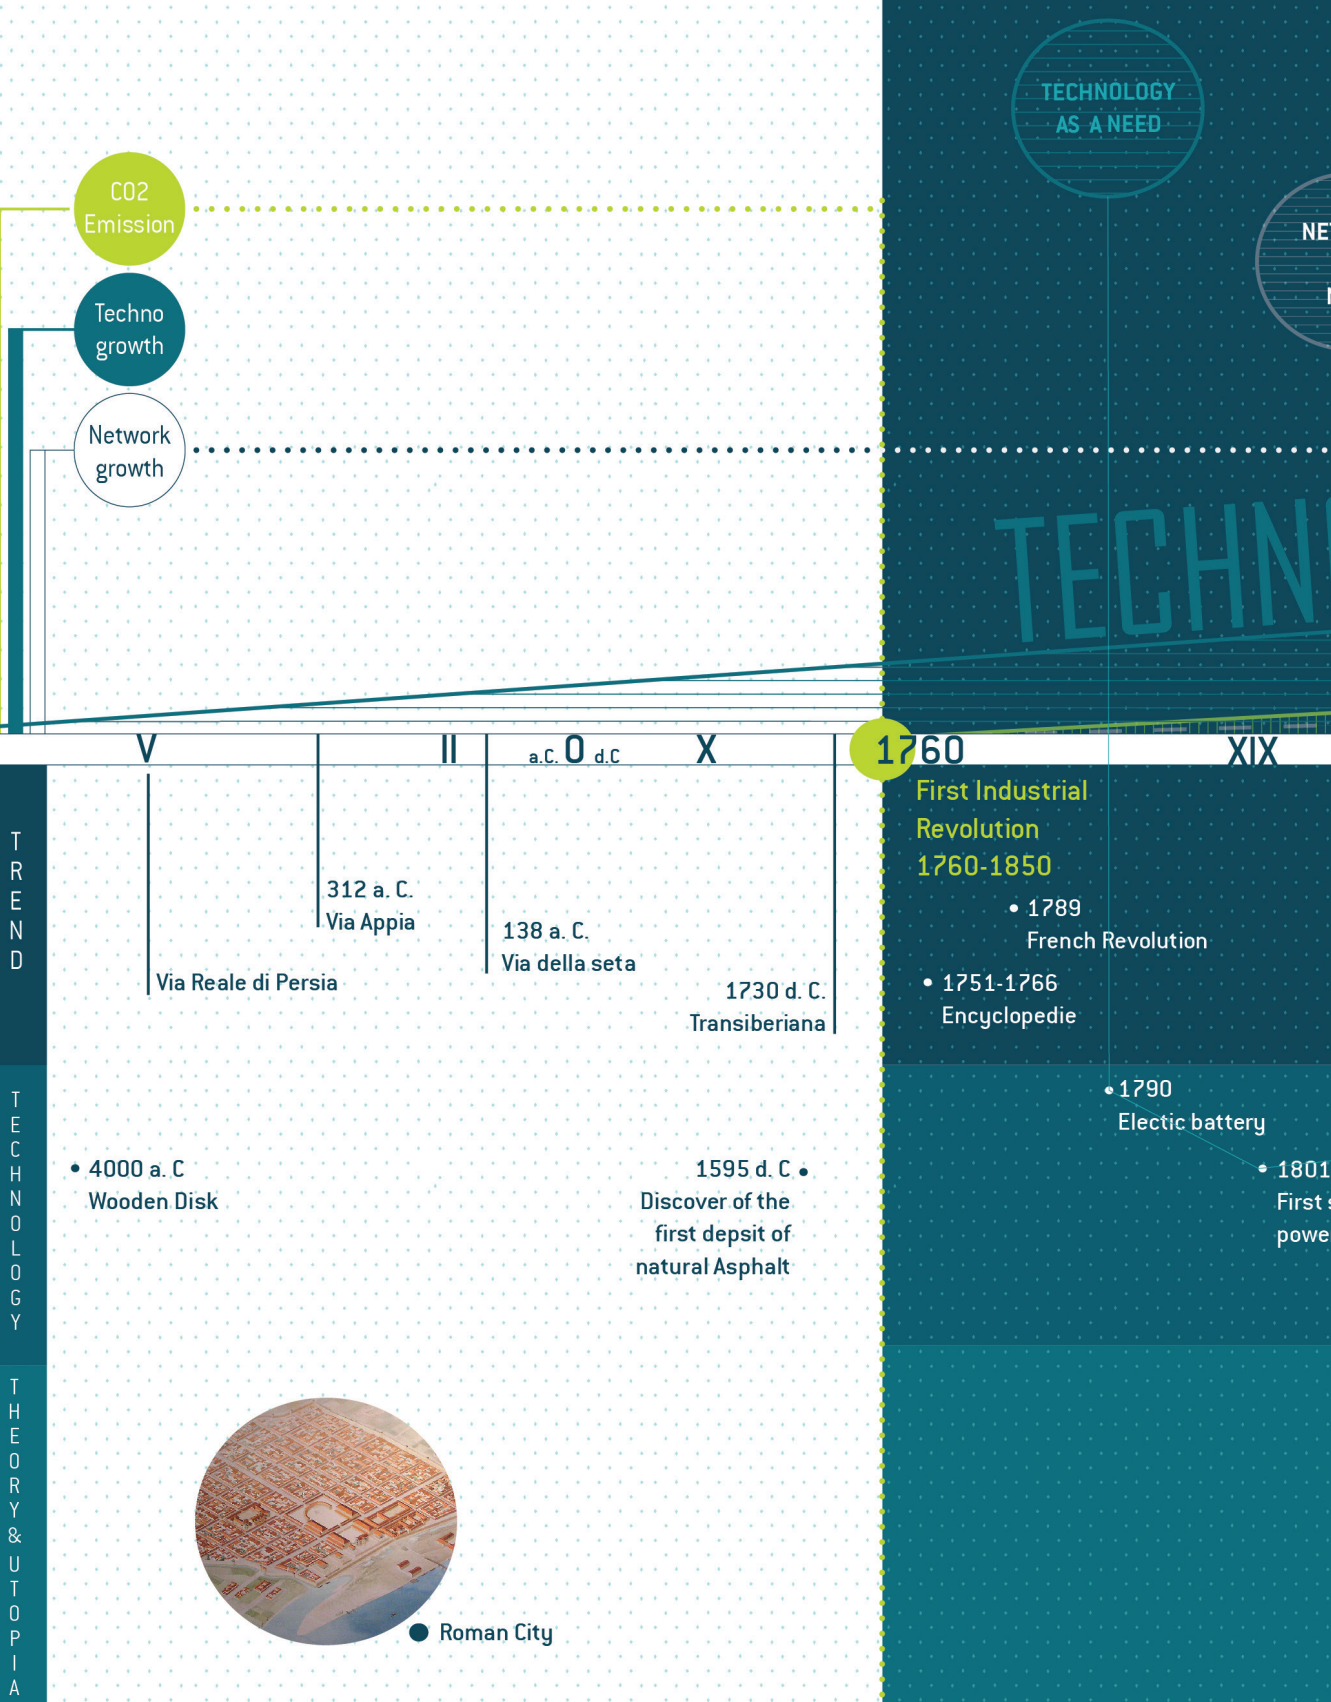 TECHNOLOGY
AS A NEED
CO2
Emission
Techno
growth
Network
growth
TECHN
V
II
a.C. 0 d.C
X
1760
XIX
First Industrial
Revolution
1760-1850
TREND
312 a. C.
Via Appia
138 a. C.
Via della seta
Via Reale di Persia
1730 d. C.
Transiberiana
1789
French Revolution
1751-1766
Encyclopedie
TECHNOLOGY
1790
Electic battery
4000 a. C
Wooden Disk
1595 d. C
Discover of the
first depsit of
natural Asphalt
1801
First
THEORY&UTOPIA
Roman City